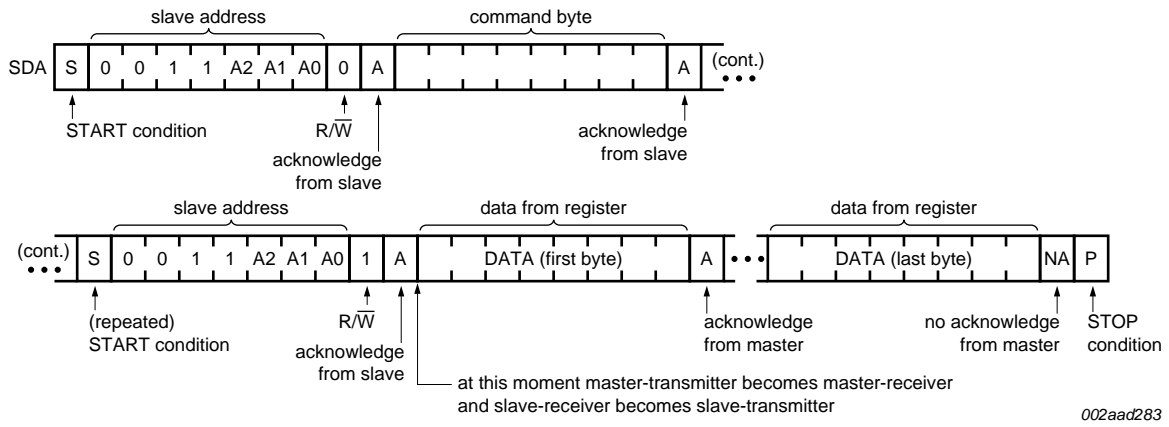 slave address
command byte
SDA S 0 0 1 1 A2 A1 A0 0 A A (cont.)
START condition
R/W̅
acknowledge
from slave
acknowledge
from slave
slave address
data from register
data from register
(cont.) S 0 0 1 1 A2 A1 A0 1 A DATA (first byte) A DATA (last byte) NA P
(repeated)
START condition
R/W̅
acknowledge
from slave
acknowledge
from master
no acknowledge
from master
STOP
condition
at this moment master-transmitter becomes master-receiver
and slave-receiver becomes slave-transmitter
002aad283